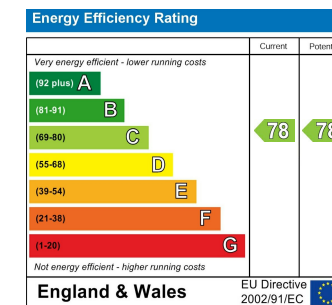 Energy Efficiency Rating
Current
Potent
Very energy efficient - lower running costs
(92 plus) A
(81-91) B
(69-80) C
78
78
(55-68) D
(39-54) E
(21-38) F
(1-20) G
Not energy efficient - higher running costs
England & Wales
EU Directive
2002/91/EC